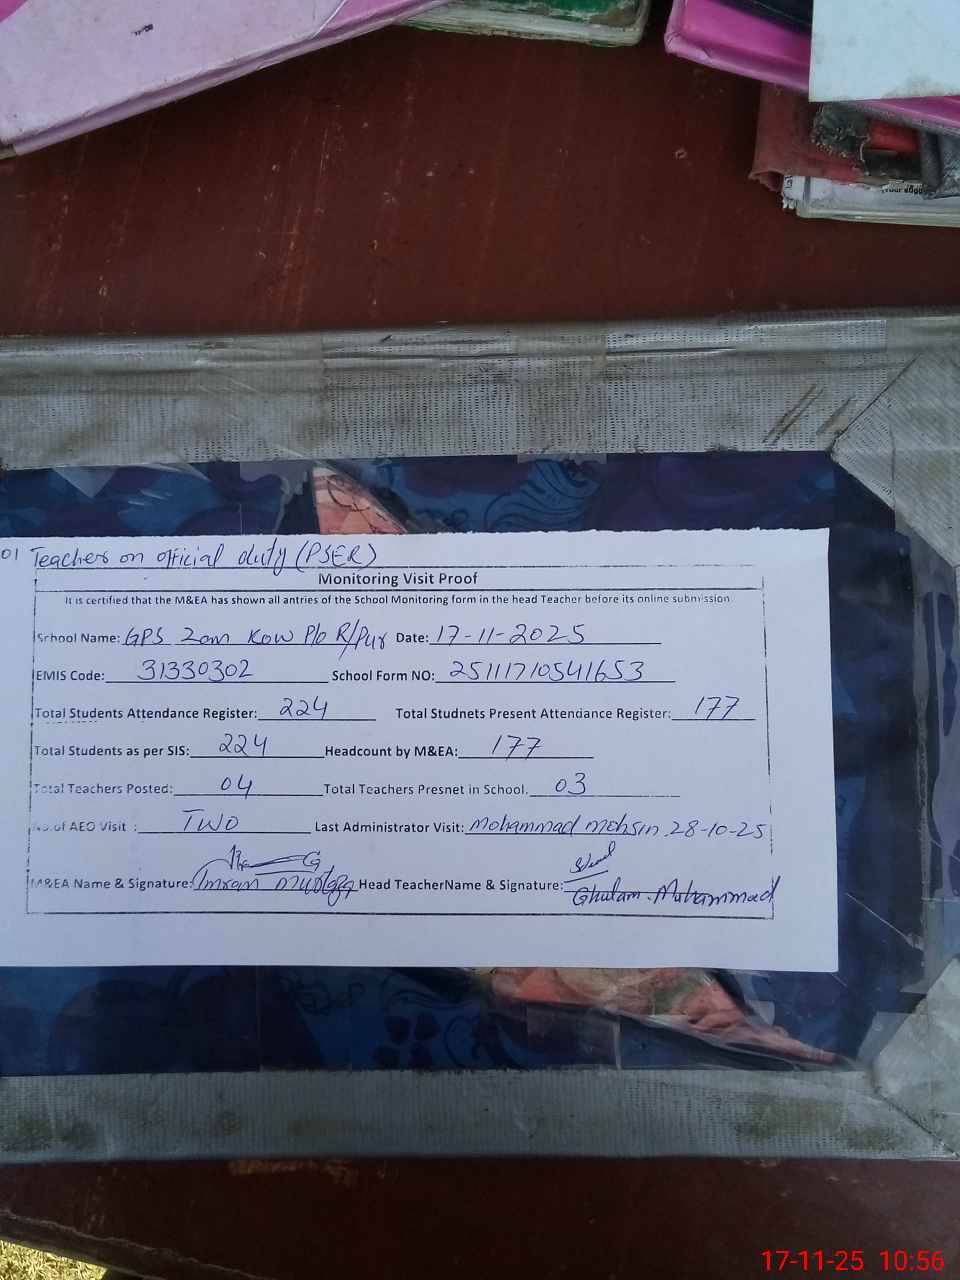 01 Teachers on official duty (PSER)
Monitoring Visit Proof
It is certified that the M&EA has shown all antries of the School Monitoring form in the head Teacher before its online submission
School Name: GPS Zam Kow P/o R/Pur Date: 17-11-2025
EMIS Code: 31330302 School Form NO: 25111710541653
Total Students Attendance Register: 224 Total Studnets Present Attendance Register: 177
Total Students as per SIS: 224 Headcount by M&EA: 177
Total Teachers Posted: 04 Total Teachers Presnet in School. 03
No.of AEO Visit : TWO Last Administrator Visit: Mohammad mohsin 28-10-25
M&EA Name & Signature: Imran Murtaza Head TeacherName & Signature: Ghulam.Muhammad
17-11-25 10:56